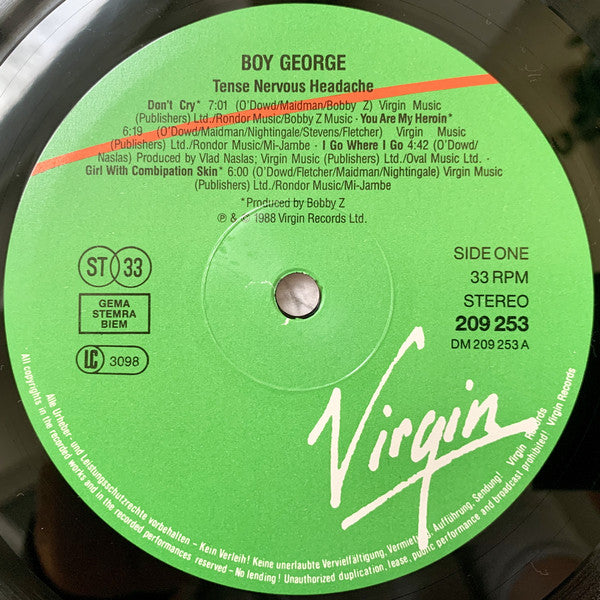 BOY GEORGE
Tense Nervous Headache
Don't Cry* 7:01 (O'Dowd/Maidman/Bobby Z) Virgin Music
(Publishers) Ltd./Rondor Music/Bobby Z Music · You Are My Heroin*
6:19 (O'Dowd/Maidman/Nightingale/Stevens/Fletcher) Virgin Music
(Publishers) Ltd./Rondor Music/Mi-Jambe · I Go Where I Go 4:42 (O'Dowd/
Naslas) Produced by Vlad Naslas; Virgin Music (Publishers) Ltd./Oval Music Ltd. ·
Girl With Combipation Skin* 6:00 (O'Dowd/Fletcher/Maidman/Nightingale) Virgin Music
(Publishers) Ltd./Rondor Music/Mi-Jambe
*Produced by Bobby Z
℗ & © 1988 Virgin Records Ltd.
ST 33
GEMA
STEMRA
BIEM
LC 3098
SIDE ONE
33 RPM
STEREO
209 253
DM 209 253 A
Virgin
Alle Urheber- und Leistungsschutzrechte vorbehalten – Kein Verleih! Keine unerlaubte Vervielfältigung, Vermietung, Aufführung, Sendung! Virgin Records
All copyrights in the recorded works and in the recorded performances reserved – No lending! Unauthorized duplication, lease, public performance and broadcast prohibited! Virgin Records